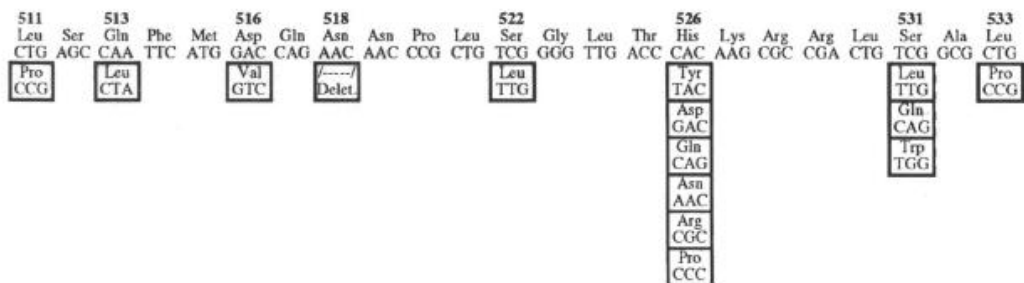 511 513 516 518 522 526 531 533
Leu Ser Gln Phe Met Asp Gln Asn Asn Pro Leu Ser Gly Leu Thr His Lys Arg Arg Leu Ser Ala Leu
CTG AGC CAA TTC ATG GAC CAG AAC AAC CCG CTG TCG GGG TTG ACC CAC AAG CGC CGA CTG TCG GCG CTG
Pro Leu Val /-----/ Leu Tyr Leu Pro
CCG CTA GTC Delet. TTG TAC TTG CCG
Asp Gln
GAC CAG
Gln Trp
CAG TGG
Asn
AAC
Arg
CGC
Pro
CCC